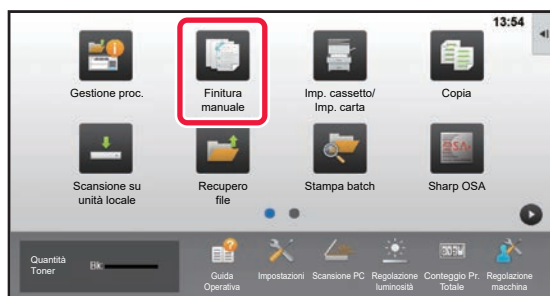 13:54
Gestione proc.
Finitura
manuale
Imp. cassetto/
Imp. carta
Copia
Scansione su
unità locale
Recupero
file
Stampa batch
Sharp OSA
Quantità
Toner
Bk
Guida
Operativa
Impostazioni
Scansione PC
Regolazione
luminosità
Conteggio Pr.
Totale
Regolazione
macchina